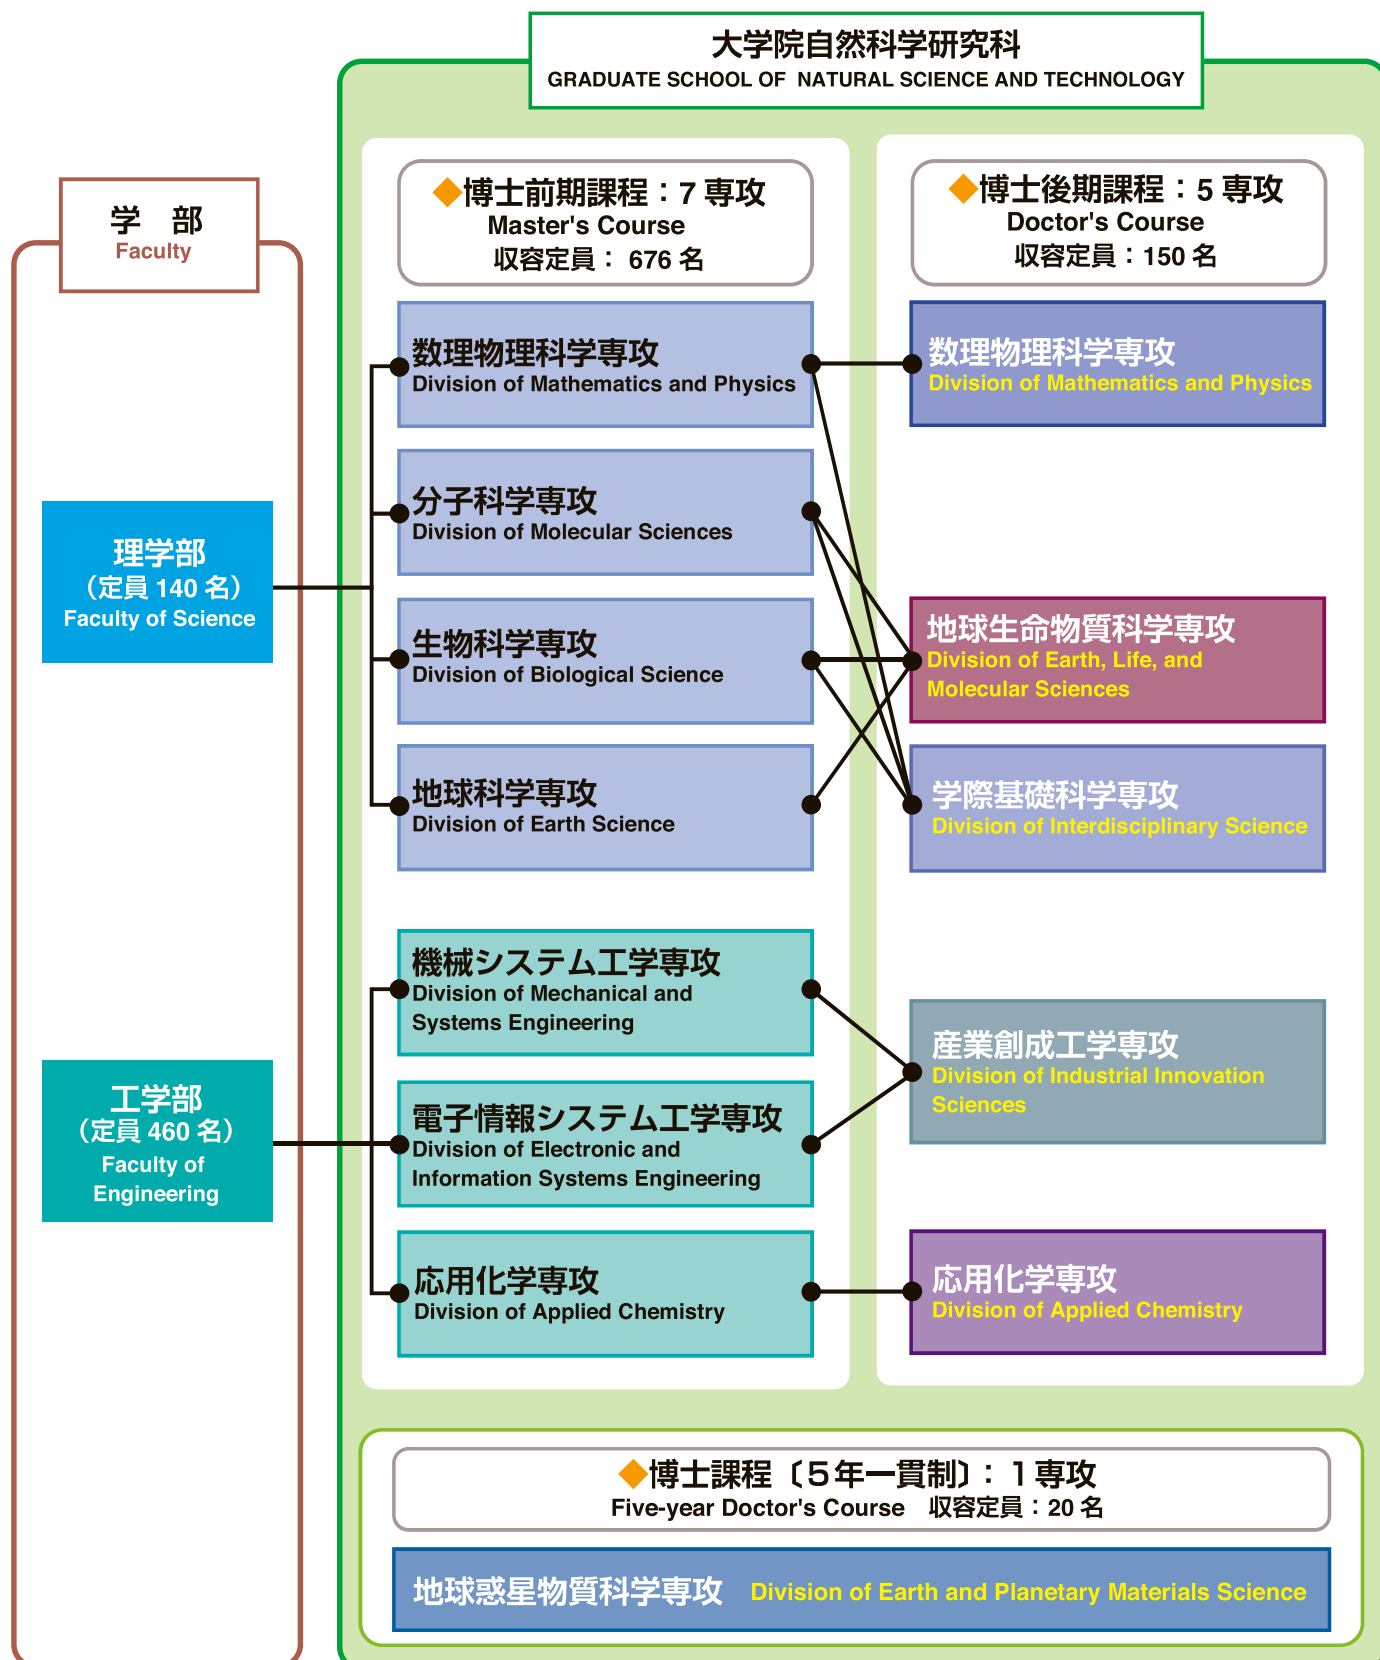 大学院自然科学研究科
GRADUATE SCHOOL OF NATURAL SCIENCE AND TECHNOLOGY
学　部
Faculty
理学部
（定員 140 名）
Faculty of Science
工学部
（定員 460 名）
Faculty of
Engineering
◆博士前期課程：7 専攻
Master's Course
収容定員： 676 名
数理物理科学専攻
Division of Mathematics and Physics
分子科学専攻
Division of Molecular Sciences
生物科学専攻
Division of Biological Science
地球科学専攻
Division of Earth Science
機械システム工学専攻
Division of Mechanical and
Systems Engineering
電子情報システム工学専攻
Division of Electronic and
Information Systems Engineering
応用化学専攻
Division of Applied Chemistry
◆博士後期課程：5 専攻
Doctor's Course
収容定員：150 名
数理物理科学専攻
Division of Mathematics and Physics
地球生命物質科学専攻
Division of Earth, Life, and
Molecular Sciences
学際基礎科学専攻
Division of Interdisciplinary Science
産業創成工学専攻
Division of Industrial Innovation
Sciences
応用化学専攻
Division of Applied Chemistry
◆博士課程〔５年一貫制〕：１専攻
Five-year Doctor's Course　収容定員：20 名
地球惑星物質科学専攻　Division of Earth and Planetary Materials Science